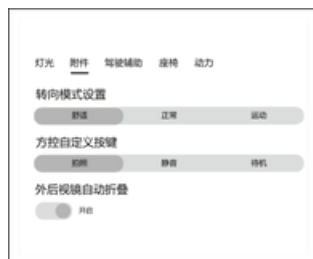 灯光 附件 驾驶辅助 座椅 动力
转向模式设置
舒适 正常 运动
方控自定义按键
拍照 静音 待机
外后视镜自动折叠
开启